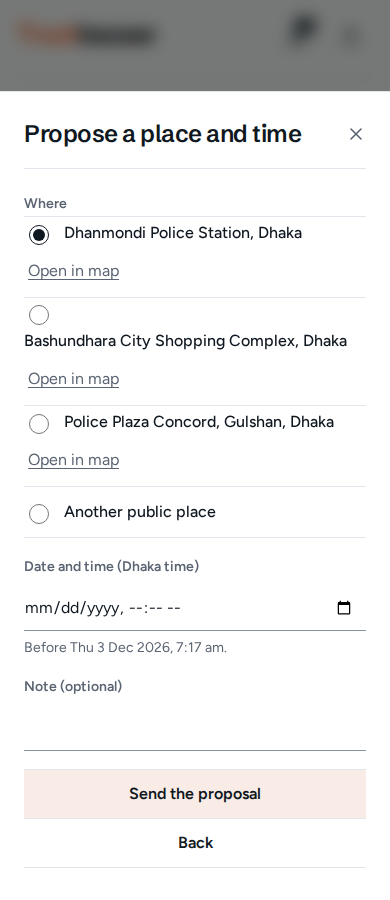 Propose a place and time
Where
Dhanmondi Police Station, Dhaka
Open in map
Bashundhara City Shopping Complex, Dhaka
Open in map
Police Plaza Concord, Gulshan, Dhaka
Open in map
Another public place
Date and time (Dhaka time)
mm/dd/yyyy, --:-- --
Before Thu 3 Dec 2026, 7:17 am.
Note (optional)
Send the proposal
Back